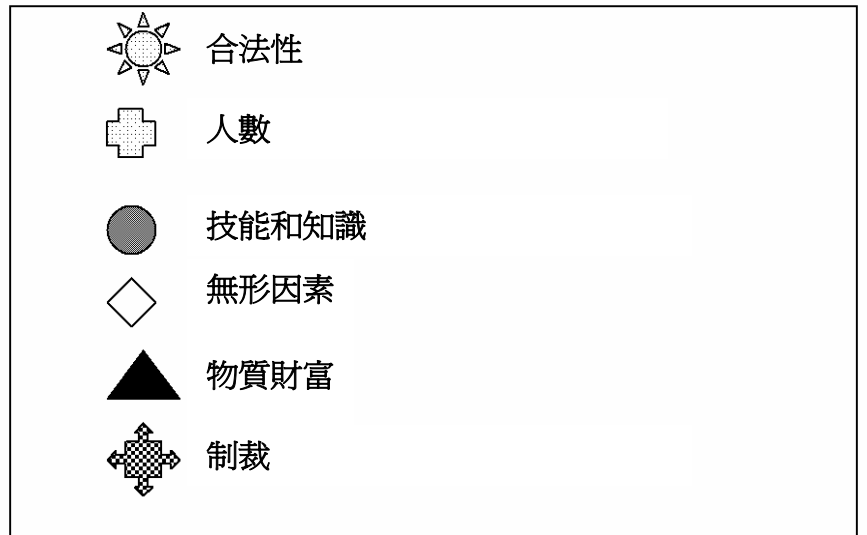 合法性
人數
技能和知識
無形因素
物質財富
制裁